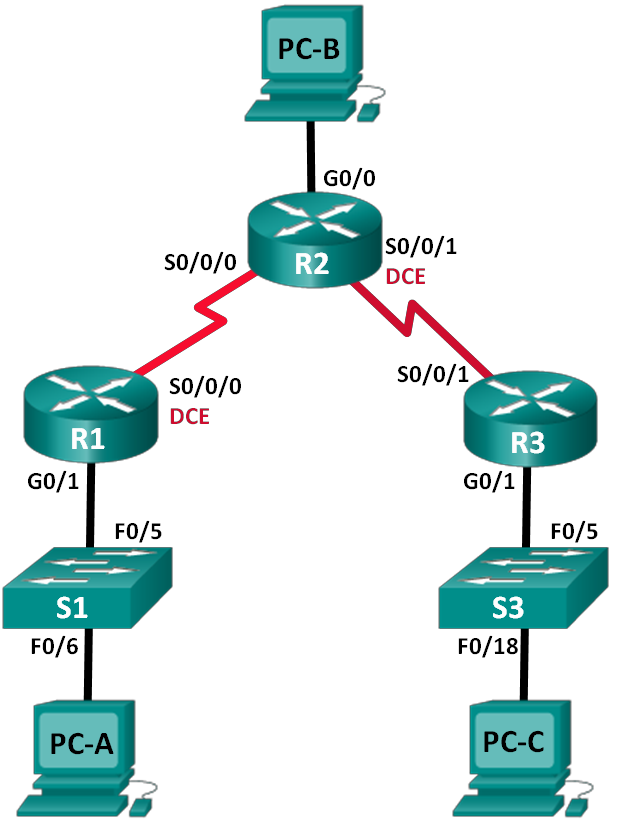 PC-B
G0/0
R2
S0/0/0
S0/0/1
DCE
S0/0/0
DCE
S0/0/1
R1
R3
G0/1
G0/1
F0/5
F0/5
S1
S3
F0/6
F0/18
PC-A
PC-C